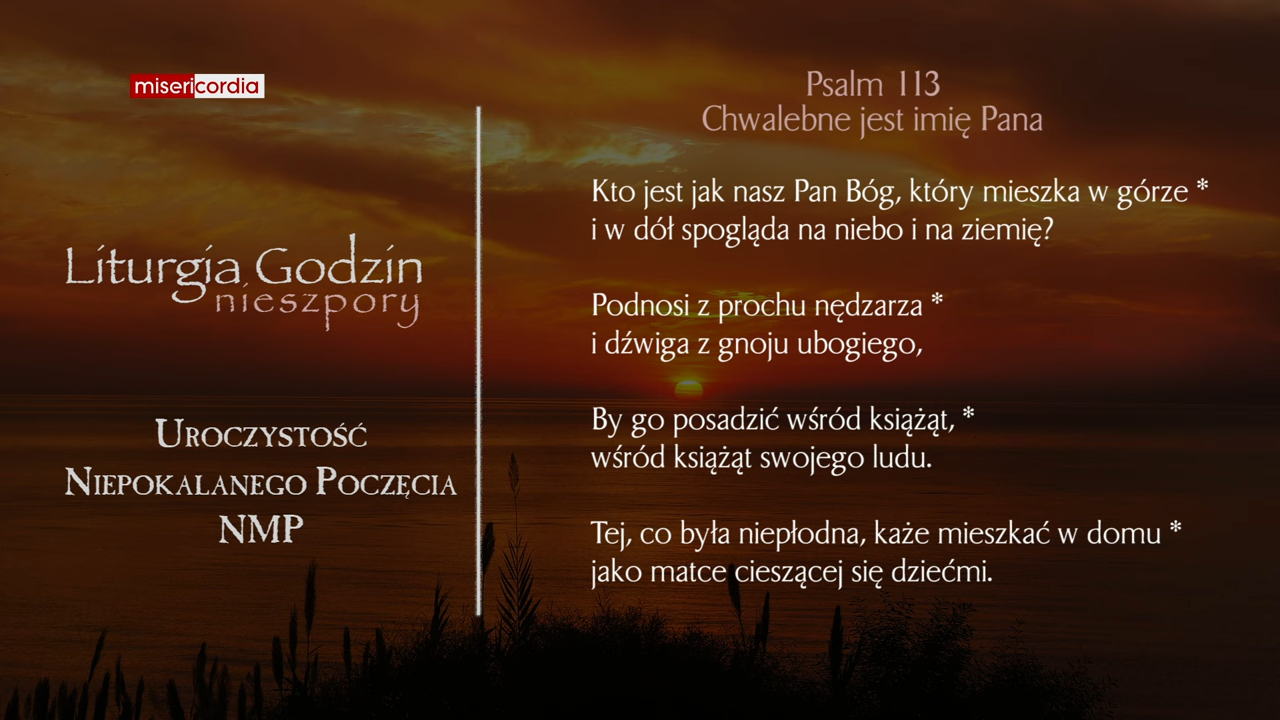 misericordia
Liturgia Godzin
nieszpory
Uroczystość
Niepokalanego Poczęcia
NMP
Psalm 113
Chwalebne jest imię Pana
Kto jest jak nasz Pan Bóg, który mieszka w górze *
i w dół spogląda na niebo i na ziemię?
Podnosi z prochu nędzarza *
i dźwiga z gnoju ubogiego,
By go posadzić wśród książąt, *
wśród książąt swojego ludu.
Tej, co była niepłodna, każe mieszkać w domu *
jako matce cieszącej się dziećmi.